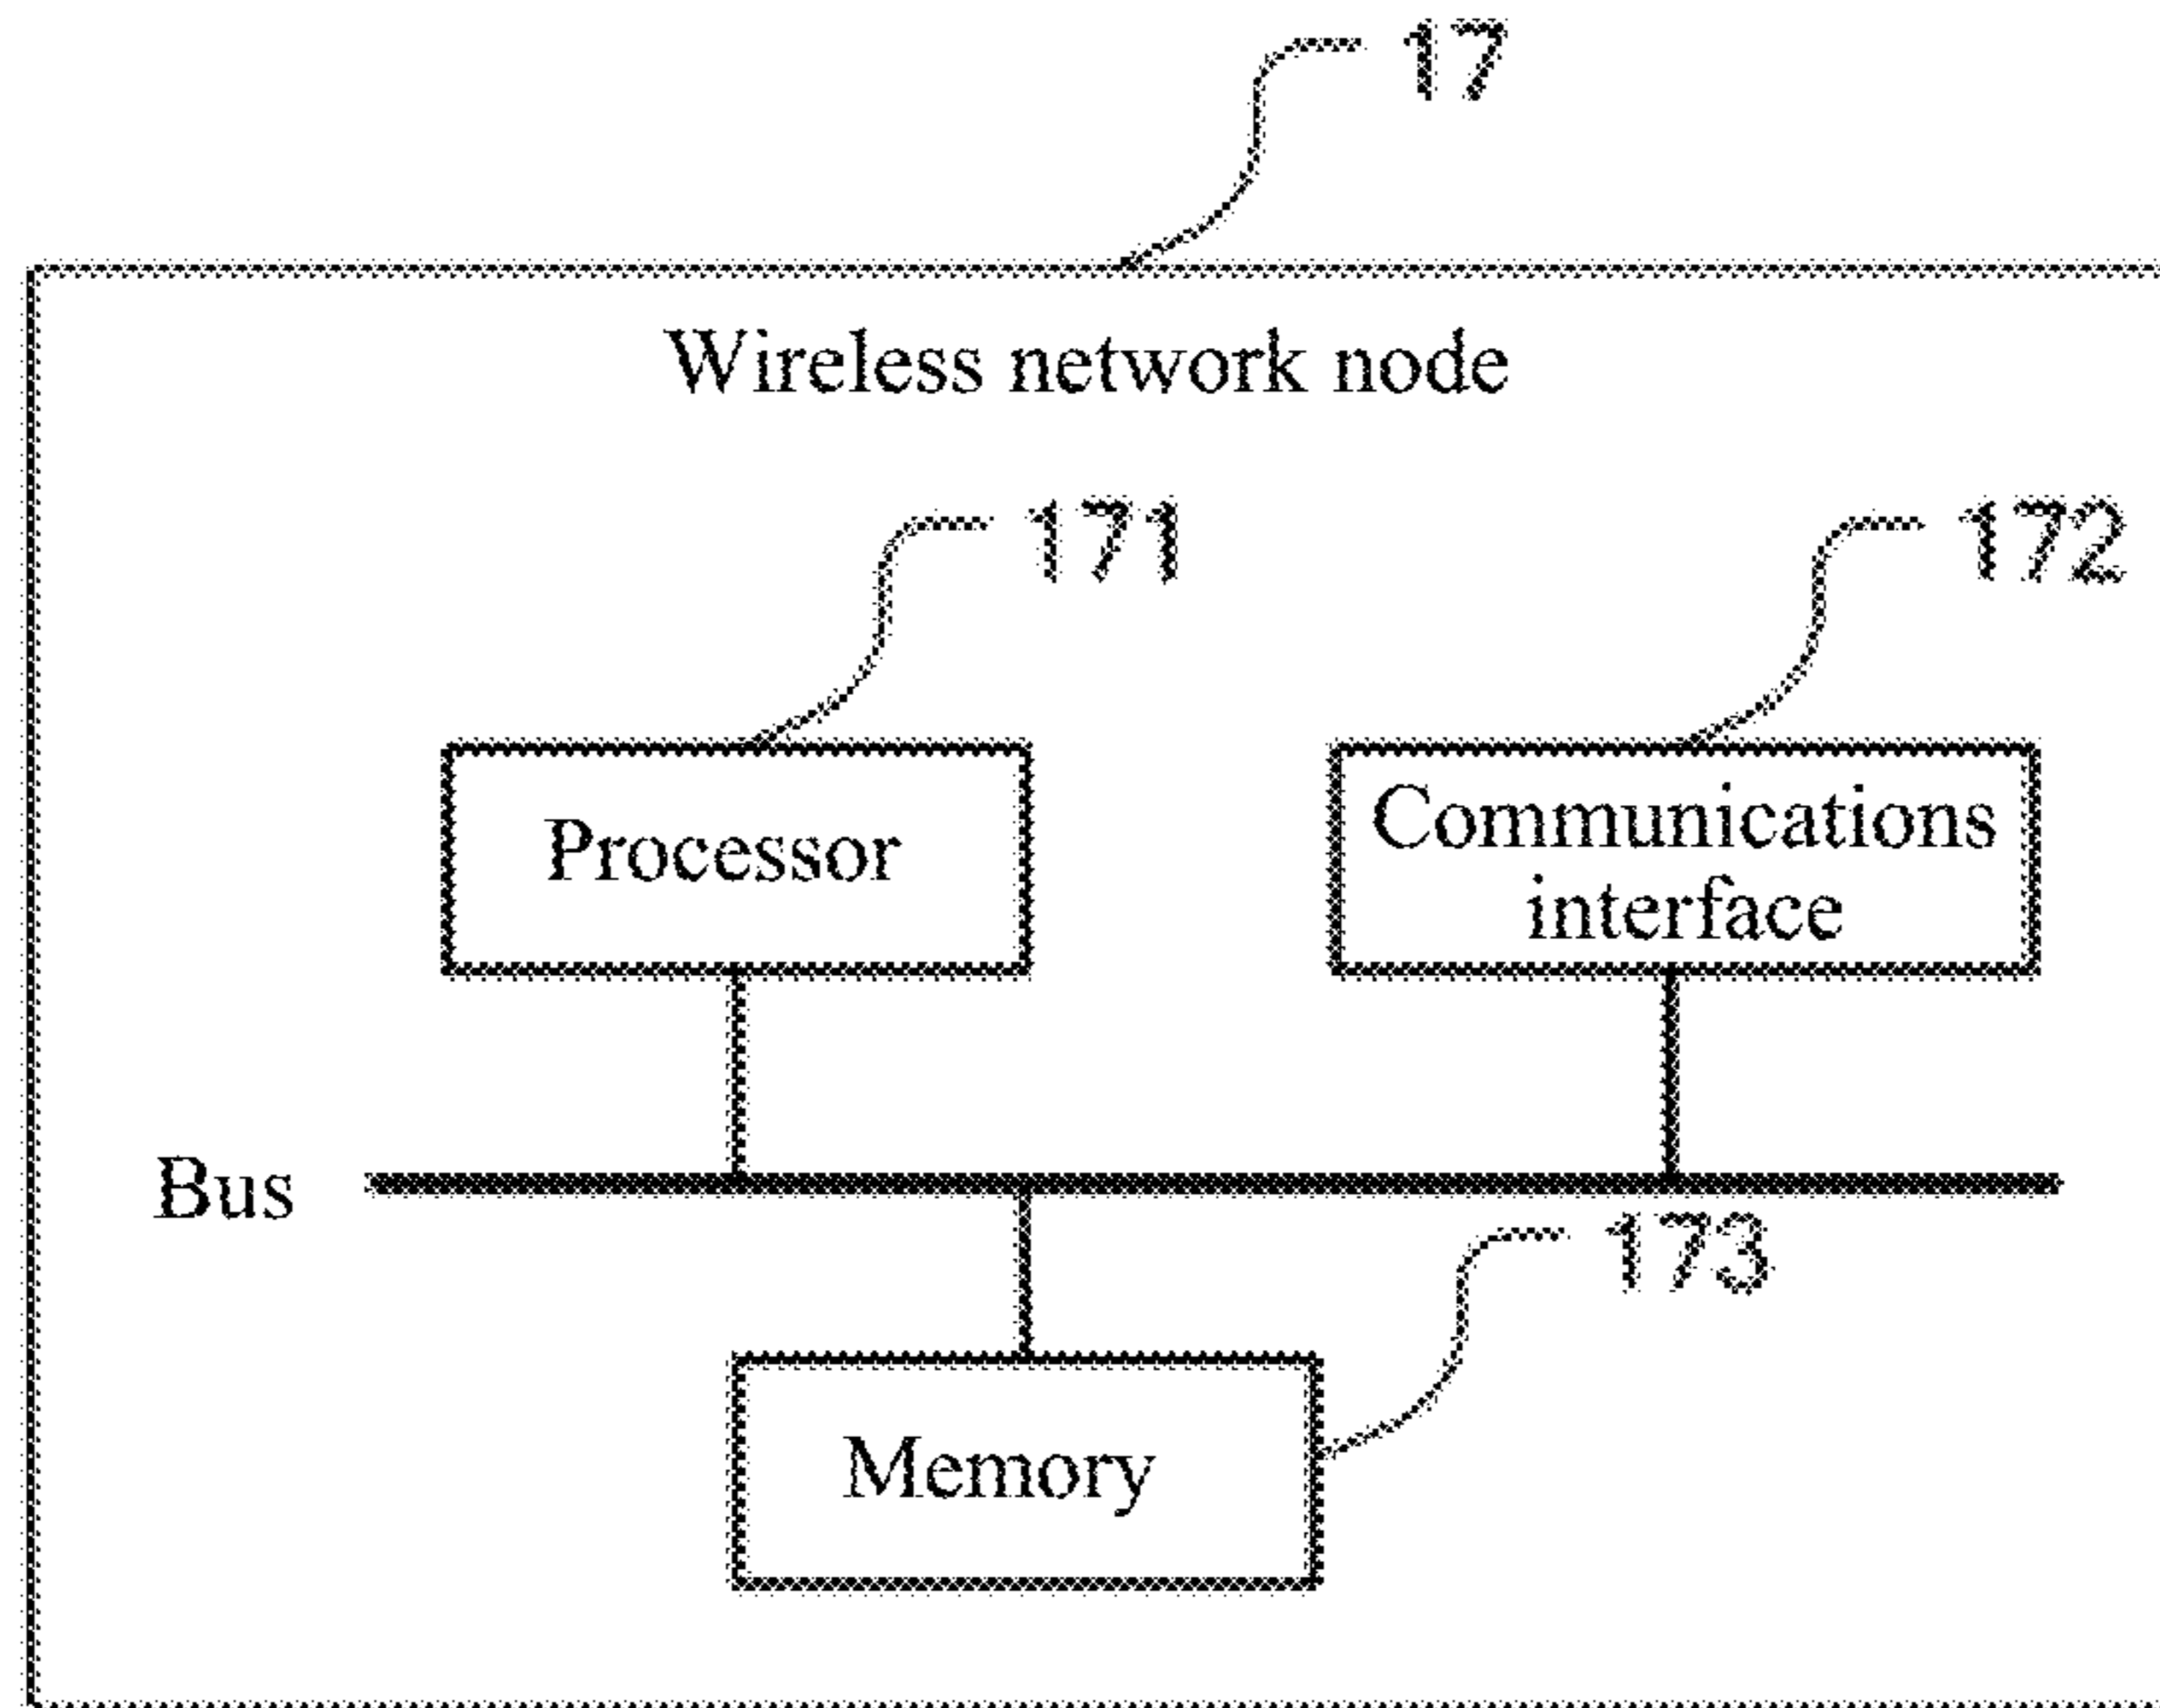 17
Wireless network node
171
172
Processor
Communications
interface
Bus
173
Memory